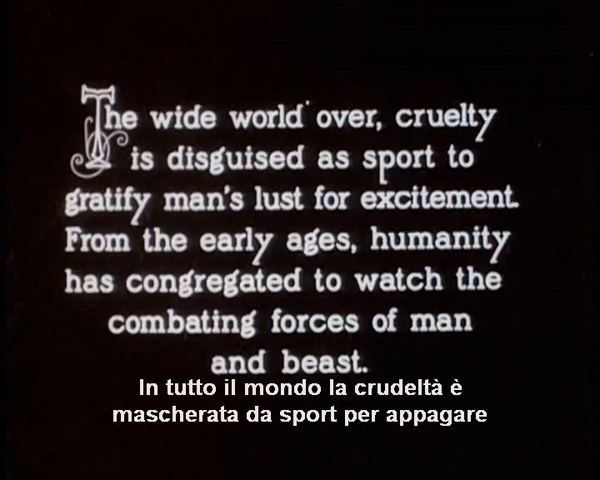 The wide world over, cruelty
is disguised as sport to
gratify man's lust for excitement.
From the early ages, humanity
has congregated to watch the
combating forces of man
and beast.
In tutto il mondo la crudeltà è
mascherata da sport per appagare